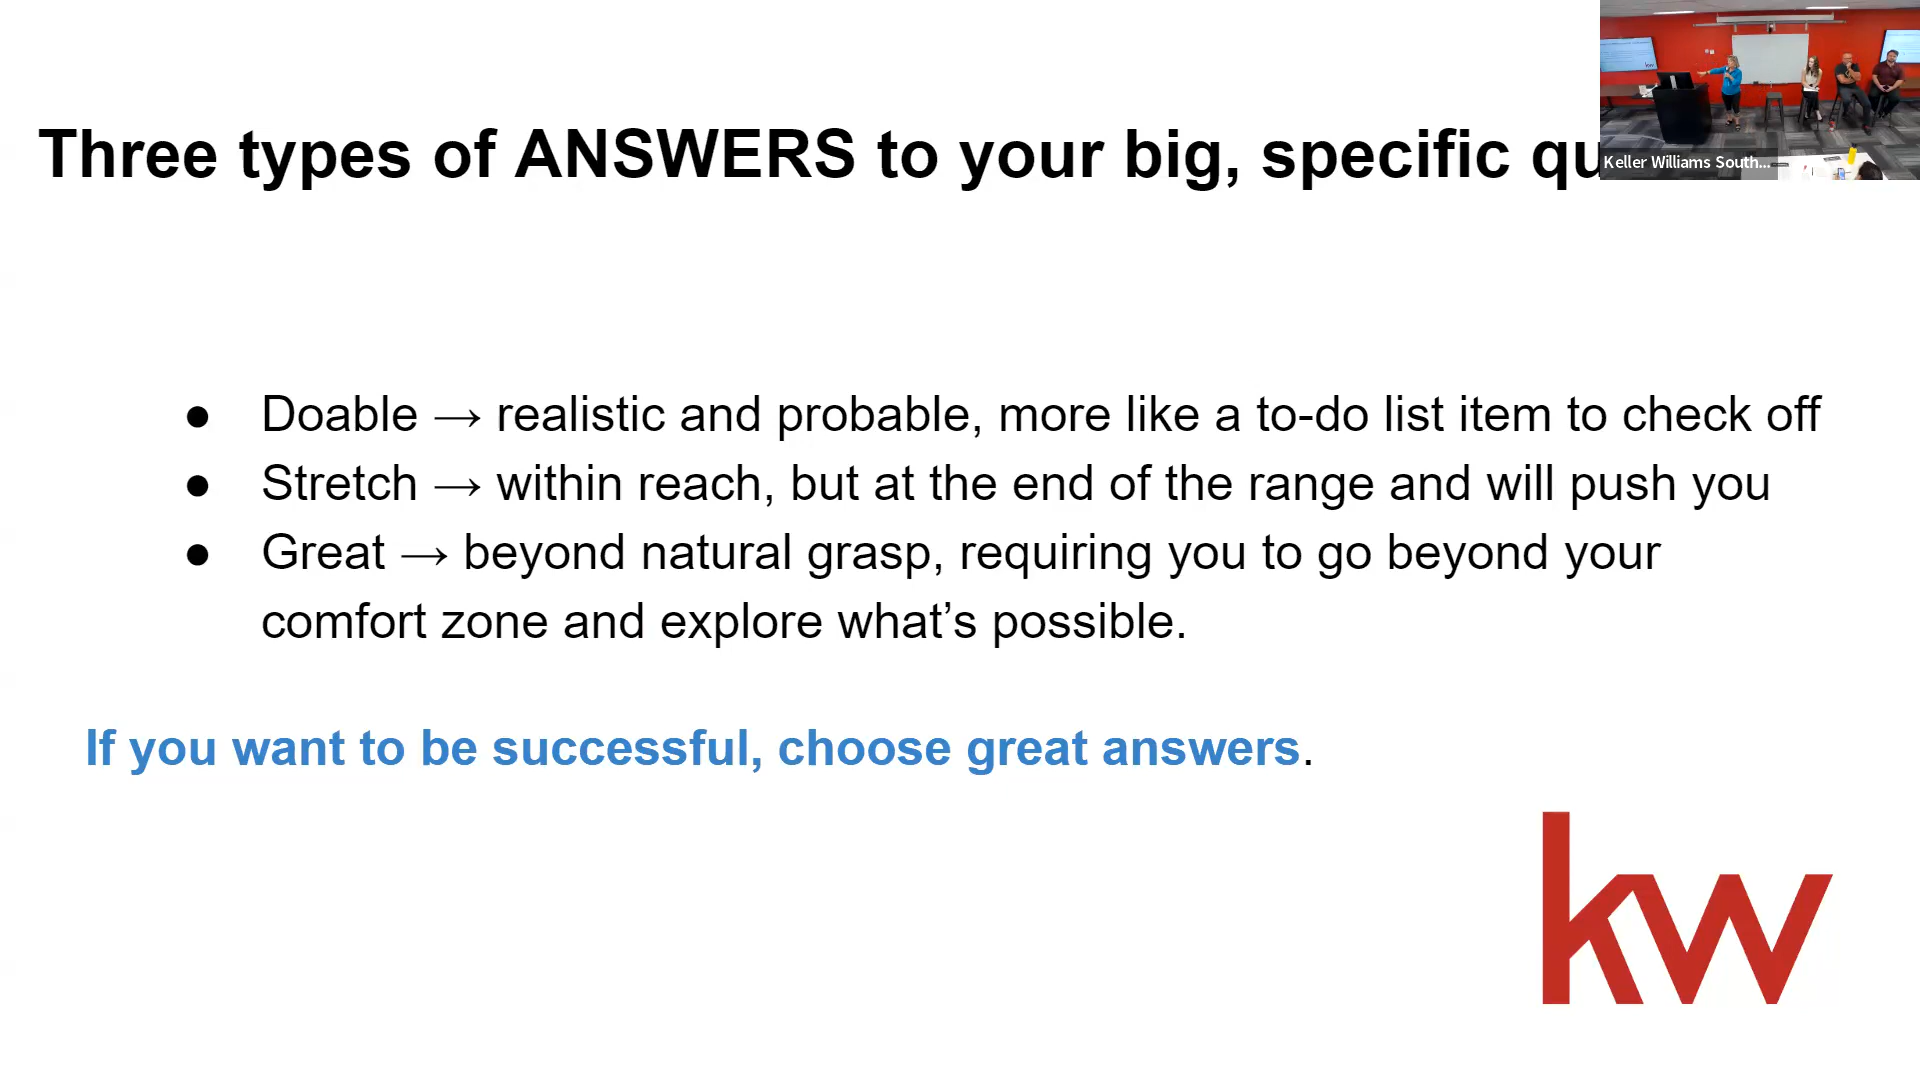 Three types of ANSWERS to your big, specific qu
Keller Williams South...
● Doable → realistic and probable, more like a to-do list item to check off
● Stretch → within reach, but at the end of the range and will push you
● Great → beyond natural grasp, requiring you to go beyond your
comfort zone and explore what’s possible.
If you want to be successful, choose great answers.
kw